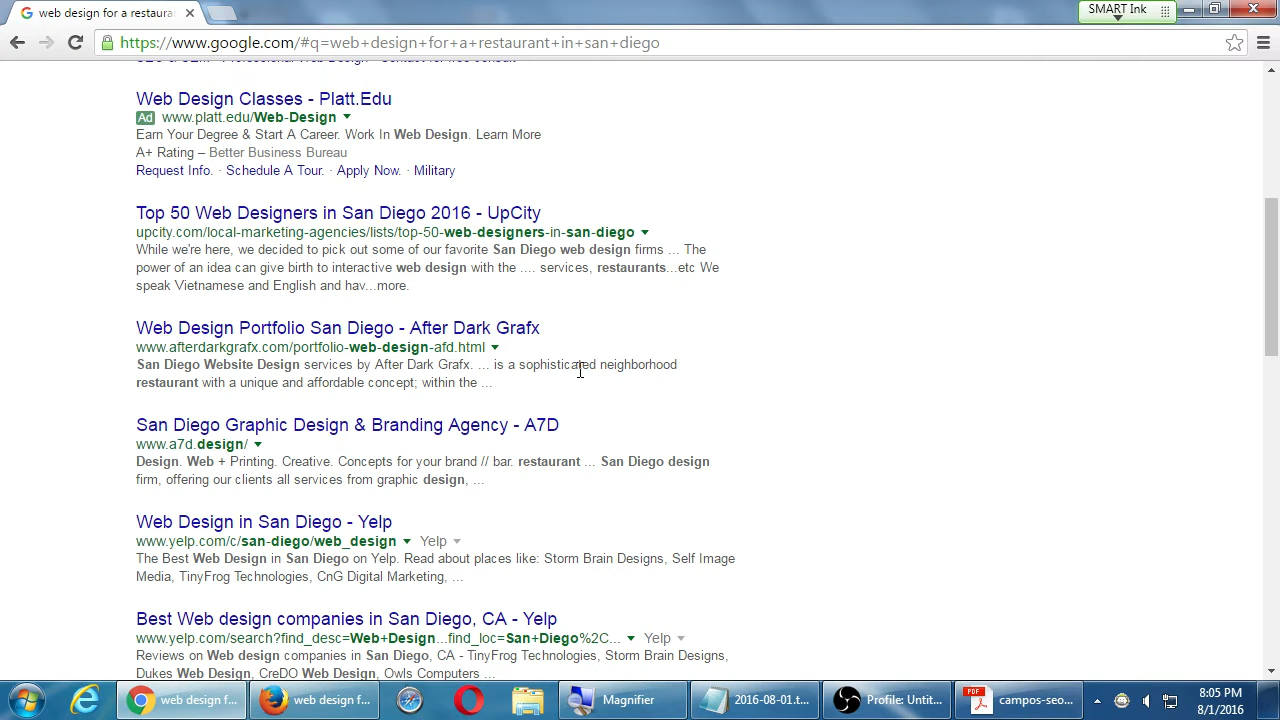 web design for a restaura
SMART Ink
https://www.google.com/#q=web+design+for+a+restaurant+in+san+diego
Web Design Classes - Platt.Edu
Ad www.platt.edu/Web-Design
Earn Your Degree & Start A Career. Work In Web Design. Learn More
A+ Rating – Better Business Bureau
Request Info. · Schedule A Tour. · Apply Now. · Military
Top 50 Web Designers in San Diego 2016 - UpCity
upcity.com/local-marketing-agencies/lists/top-50-web-designers-in-san-diego
While we're here, we decided to pick out some of our favorite San Diego web design firms ... The
power of an idea can give birth to interactive web design with the .... services, restaurants...etc We
speak Vietnamese and English and hav...more.
Web Design Portfolio San Diego - After Dark Grafx
www.afterdarkgrafx.com/portfolio-web-design-afd.html
San Diego Website Design services by After Dark Grafx. ... is a sophisticated neighborhood
restaurant with a unique and affordable concept; within the ...
San Diego Graphic Design & Branding Agency - A7D
www.a7d.design/
Design. Web + Printing. Creative. Concepts for your brand // bar. restaurant ... San Diego design
firm, offering our clients all services from graphic design, ...
Web Design in San Diego - Yelp
www.yelp.com/c/san-diego/web_design Yelp
The Best Web Design in San Diego on Yelp. Read about places like: Storm Brain Designs, Self Image
Media, TinyFrog Technologies, CnG Digital Marketing, ...
Best Web design companies in San Diego, CA - Yelp
www.yelp.com/search?find_desc=Web+Design...find_loc=San+Diego%2C... Yelp
Reviews on Web design companies in San Diego, CA - TinyFrog Technologies, Storm Brain Designs,
Dukes Web Design, CreDO Web Design, Owls Computers ...
web design f...
web design f...
Magnifier
2016-08-01.t...
Profile: Untit...
PDF
campos-seo...
8:05 PM
8/1/2016